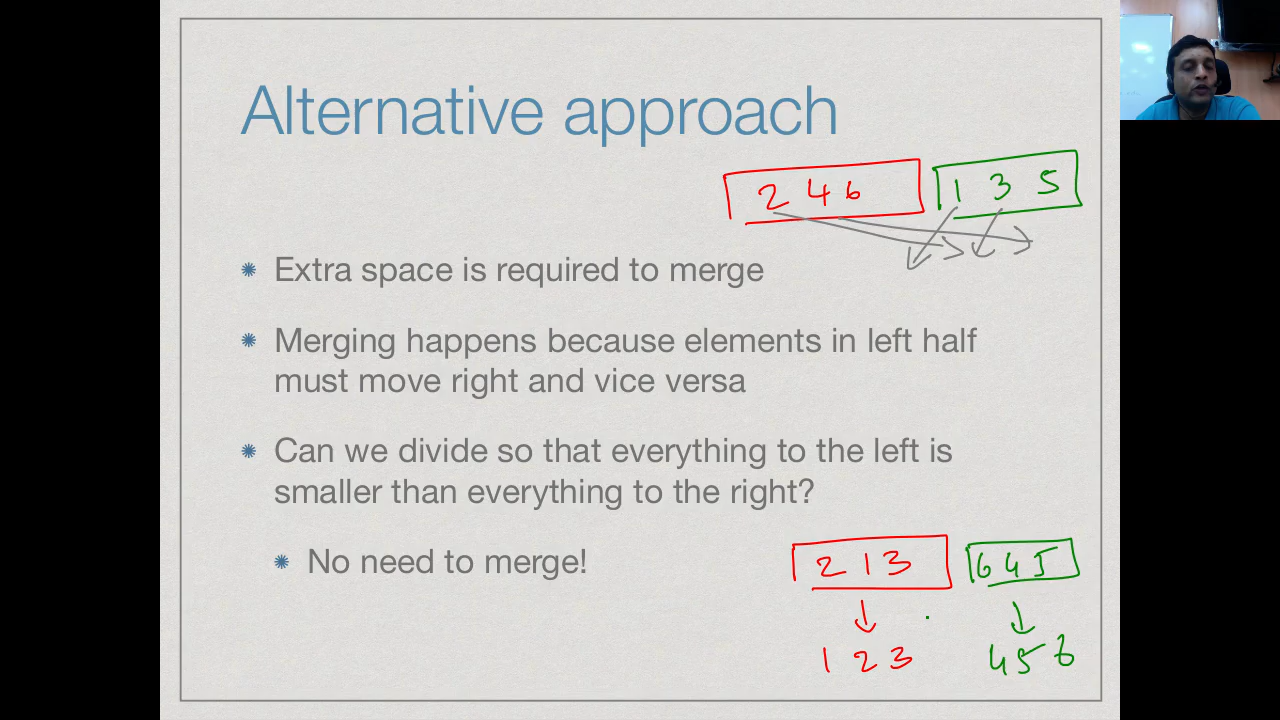 Alternative approach
2 4 6 1 3 5
Extra space is required to merge
Merging happens because elements in left half
must move right and vice versa
Can we divide so that everything to the left is
smaller than everything to the right?
No need to merge!
2 1 3 6 4 5
1 2 3 4 5 6